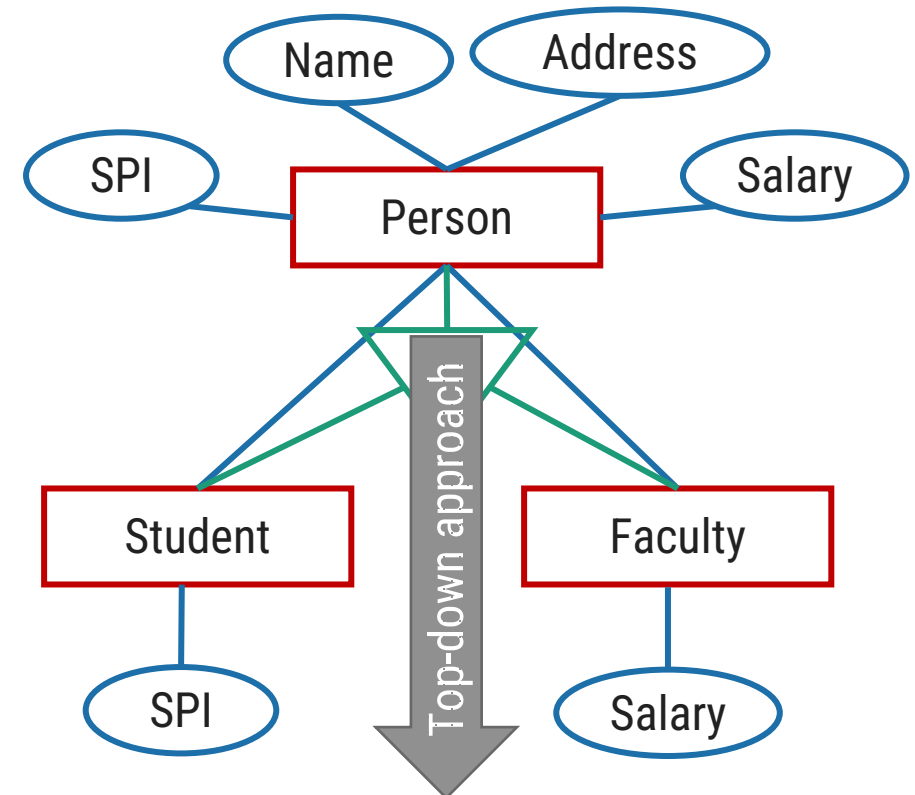 Name
Address
SPI
Salary
Person
Top-down approach
Student
Faculty
SPI
Salary